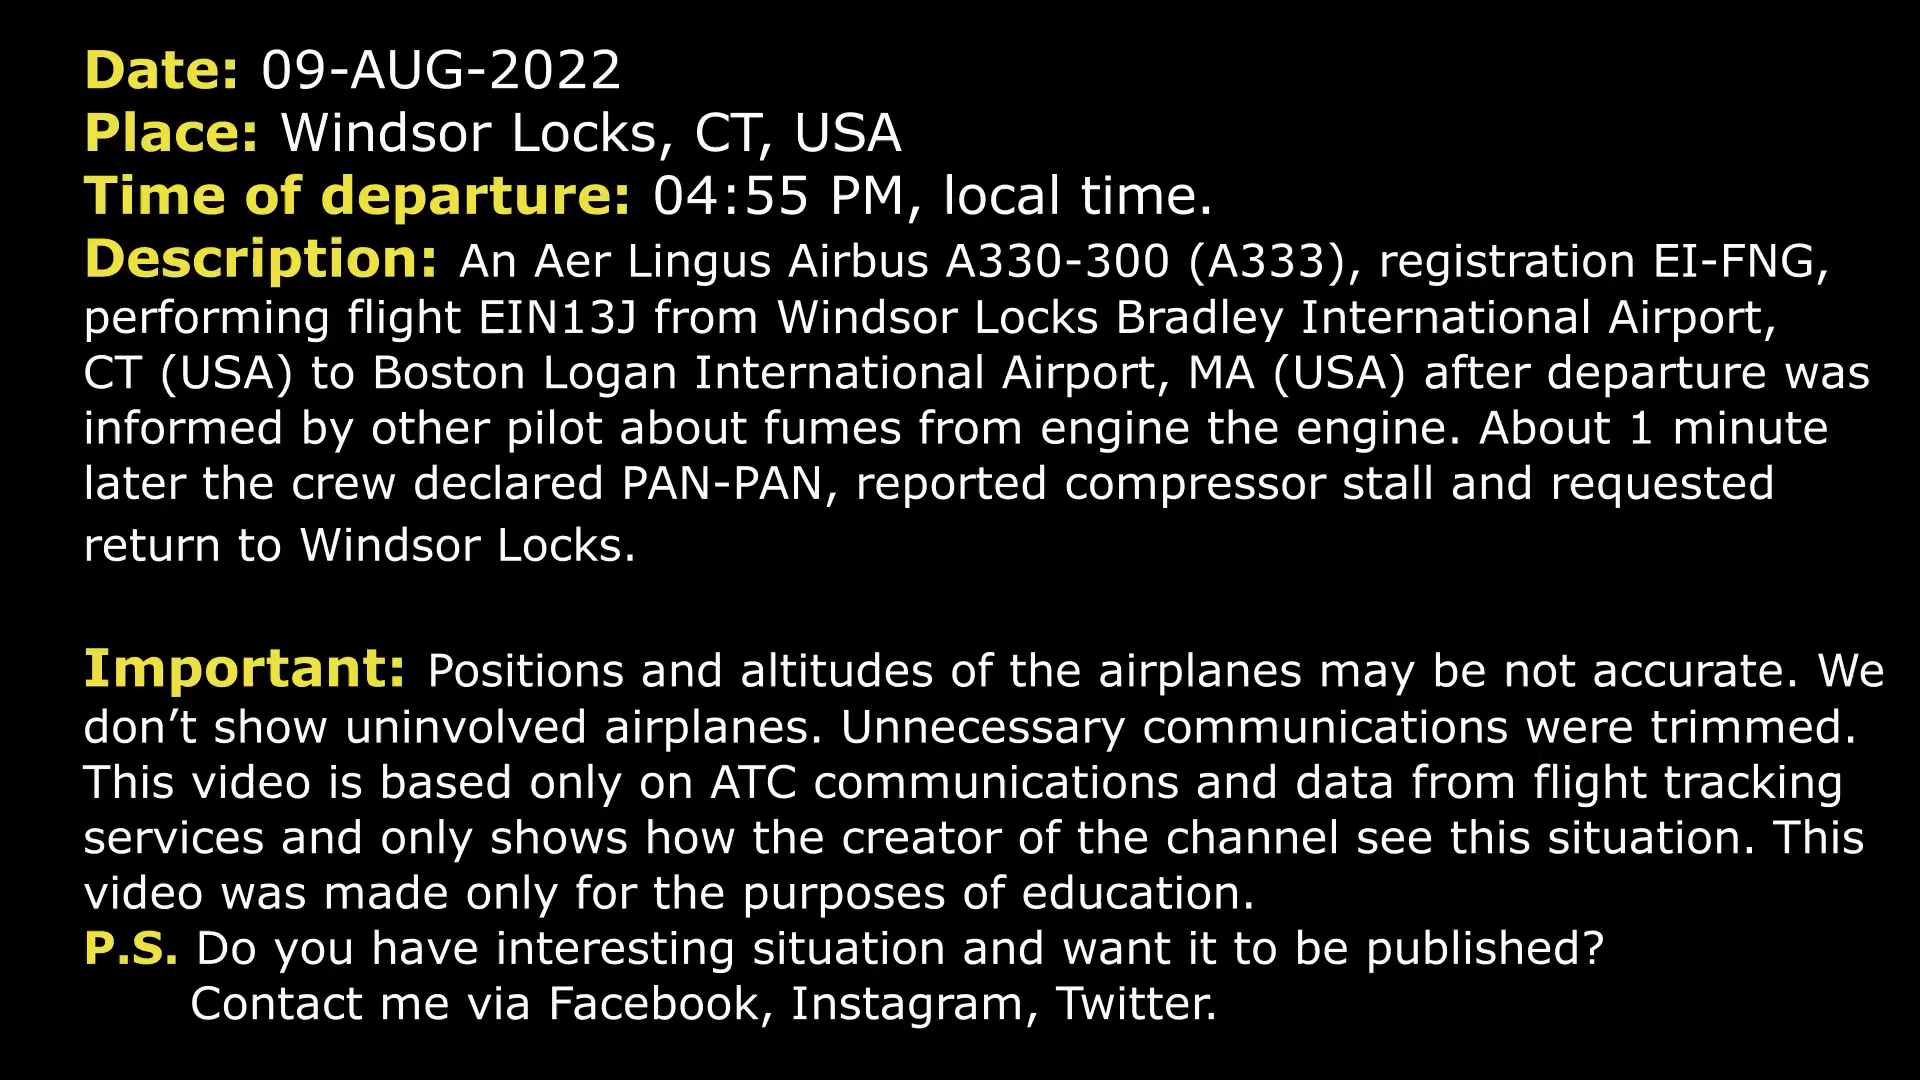 Date: 09-AUG-2022
Place: Windsor Locks, CT, USA
Time of departure: 04:55 PM, local time.
Description: An Aer Lingus Airbus A330-300 (A333), registration EI-FNG,
performing flight EIN13J from Windsor Locks Bradley International Airport,
CT (USA) to Boston Logan International Airport, MA (USA) after departure was
informed by other pilot about fumes from engine the engine. About 1 minute
later the crew declared PAN-PAN, reported compressor stall and requested
return to Windsor Locks.
Important: Positions and altitudes of the airplanes may be not accurate. We
don’t show uninvolved airplanes. Unnecessary communications were trimmed.
This video is based only on ATC communications and data from flight tracking
services and only shows how the creator of the channel see this situation. This
video was made only for the purposes of education.
P.S. Do you have interesting situation and want it to be published?
Contact me via Facebook, Instagram, Twitter.